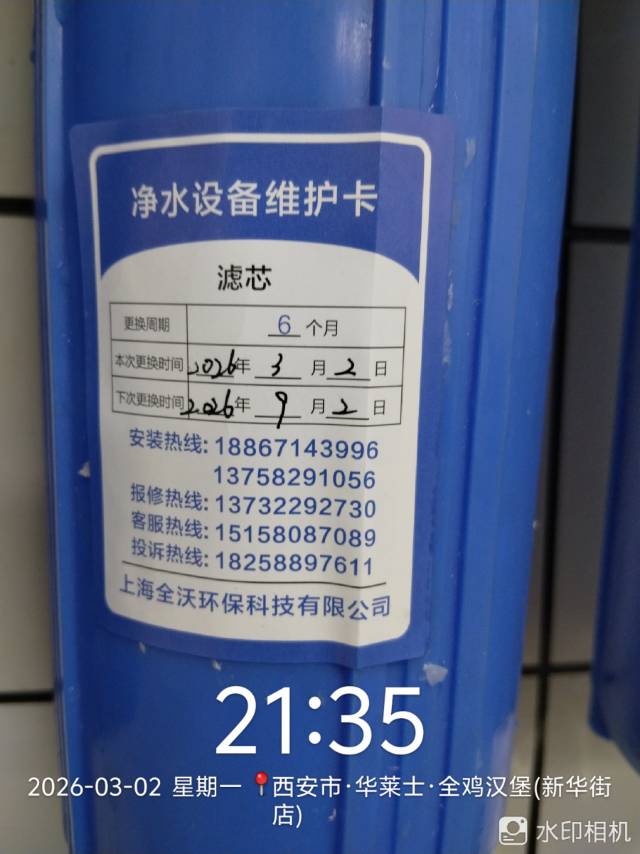 净水设备维护卡
滤芯
更换周期 6 个月
本次更换时间 2026年 3 月 2 日
下次更换时间 2026年 9 月 2 日
安装热线: 18867143996
13758291056
报修热线: 13732292730
客服热线: 15158087089
投诉热线: 18258897611
上海全沃环保科技有限公司
21:35
2026-03-02 星期一 📍西安市·华莱士·全鸡汉堡(新华街
店)
水印相机